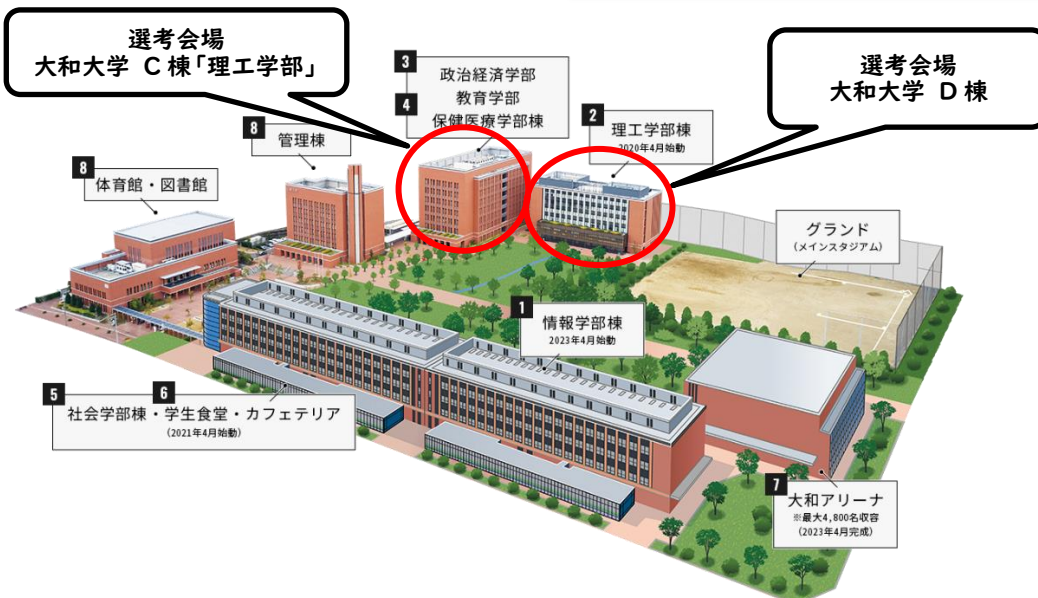 選考会場
大和大学 C棟「理工学部」
選考会場
大和大学 D棟
3
4
政治経済学部
教育学部
保健医療学部棟
2
理工学部棟
2020年4月始動
8
管理棟
8
体育館・図書館
グランド
(メインスタジアム)
1
情報学部棟
2023年4月始動
5
6
社会学部棟・学生食堂・カフェテリア
(2021年4月始動)
7
大和アリーナ
※最大4,800名収容
(2023年4月完成)